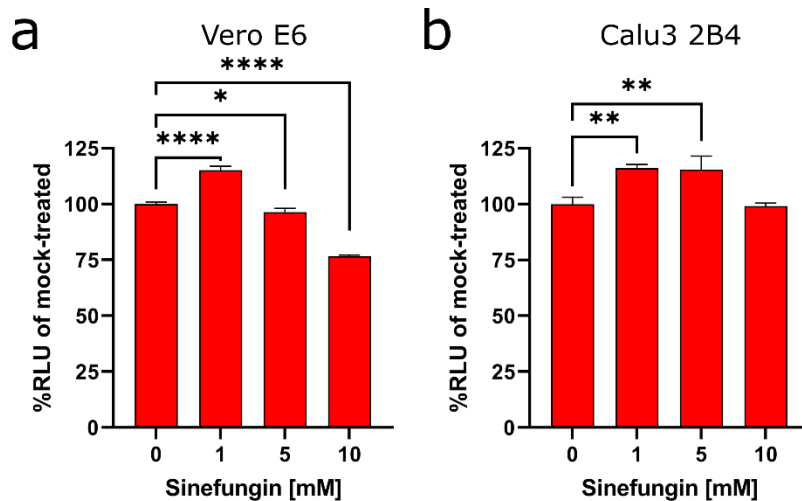 a
Vero E6
****
*
****
%RLU of mock-treated
125
100
75
50
25
0
0 1 5 10
Sinefungin [mM]
b
Calu3 2B4
**
**
%RLU of mock-treated
125
100
75
50
25
0
0 1 5 10
Sinefungin [mM]